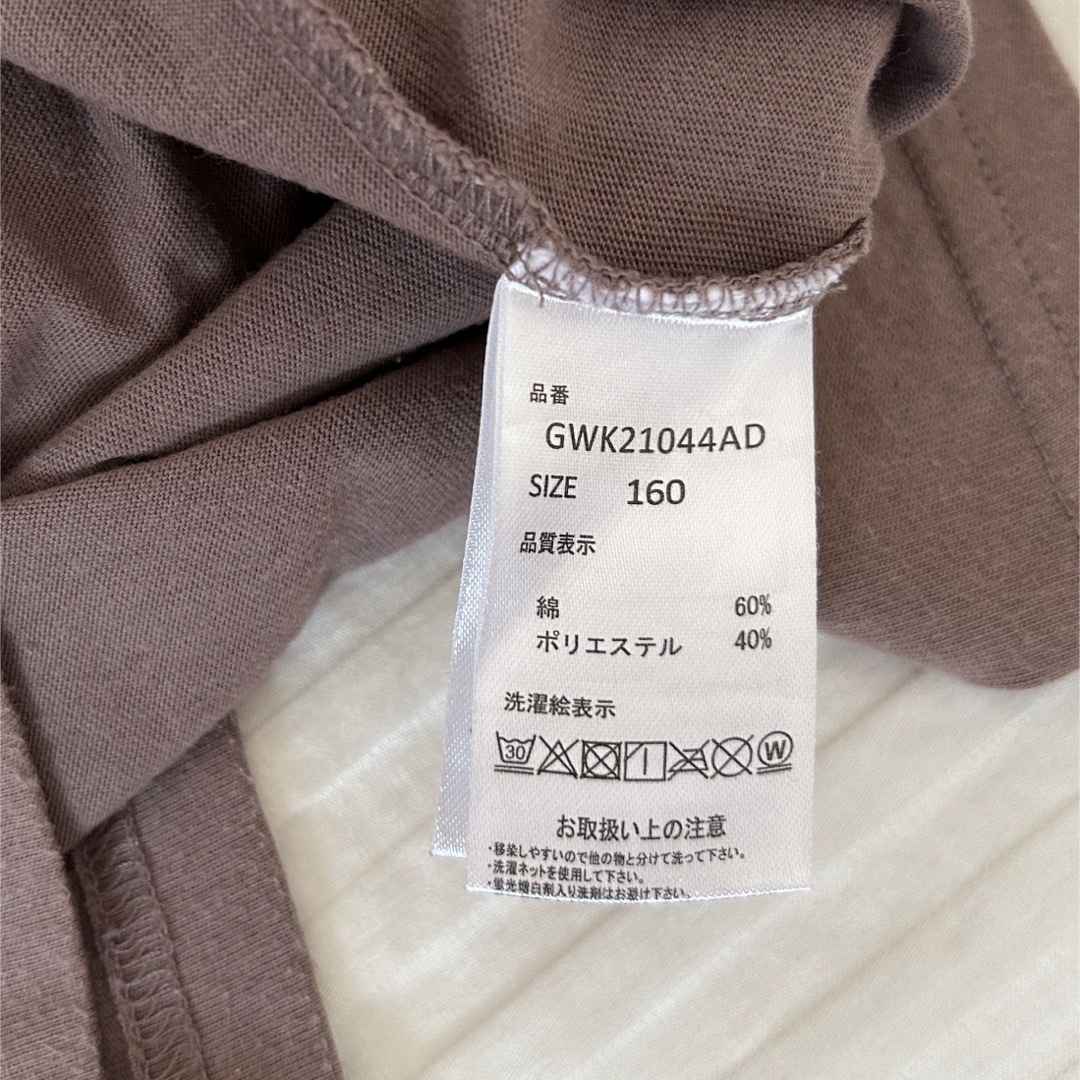 品番
GWK21044AD
SIZE 160
品質表示
綿 60%
ポリエステル 40%
洗濯絵表示
30 W
お取扱い上の注意
・移染しやすいので他の物と分けて洗って下さい。
・洗濯ネットを使用して下さい。
・蛍光増白剤入り洗剤はお避け下さい。